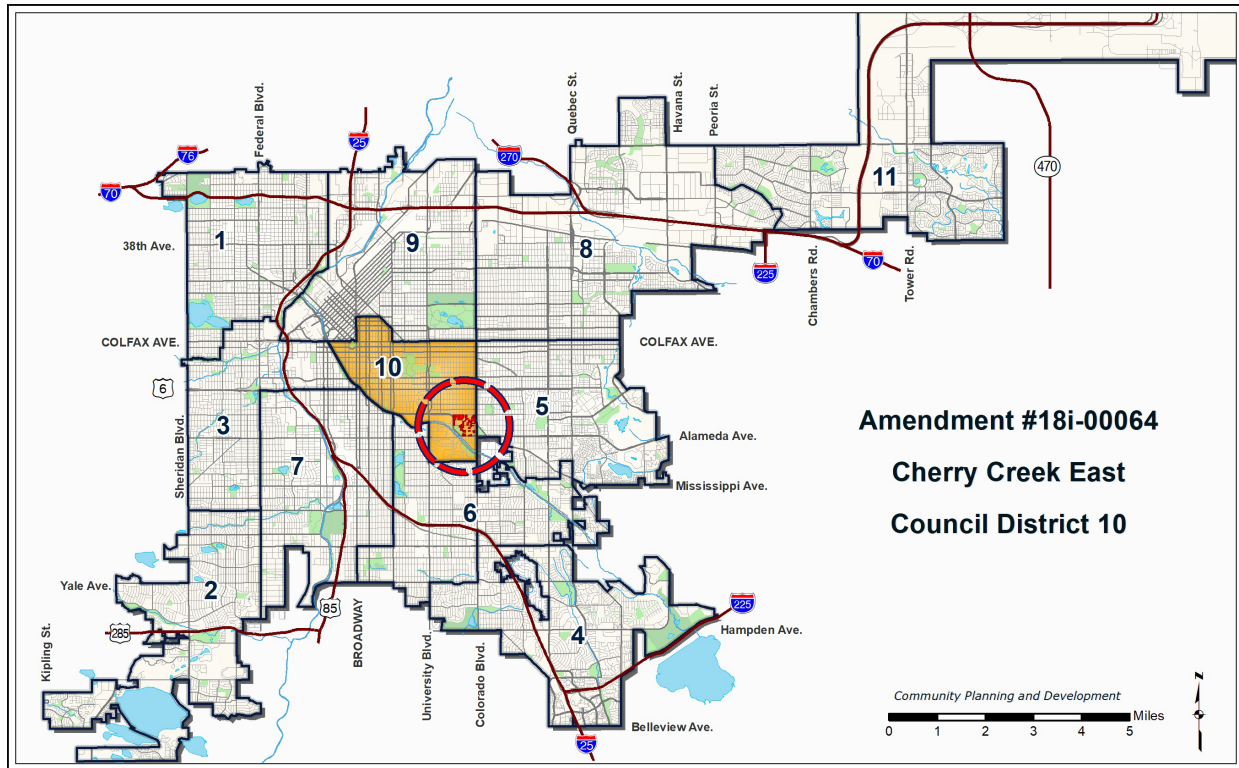 Federal Blvd.
Quebec St.
Havana St.
Peoria St.
25
76
270
70
470
11
1
9
8
38th Ave.
225
70
Chambers Rd.
Tower Rd.
COLFAX AVE.
COLFAX AVE.
10
6
3
5
Sheridan Blvd.
Alameda Ave.
7
Mississippi Ave.
6
Amendment #18i-00064
Cherry Creek East
Council District 10
Yale Ave.
2
85
225
285
4
Hampden Ave.
Kipling St.
BROADWAY
University Blvd.
Colorado Blvd.
Belleview Ave.
25
Community Planning and Development
Miles
0 1 2 3 4 5
N